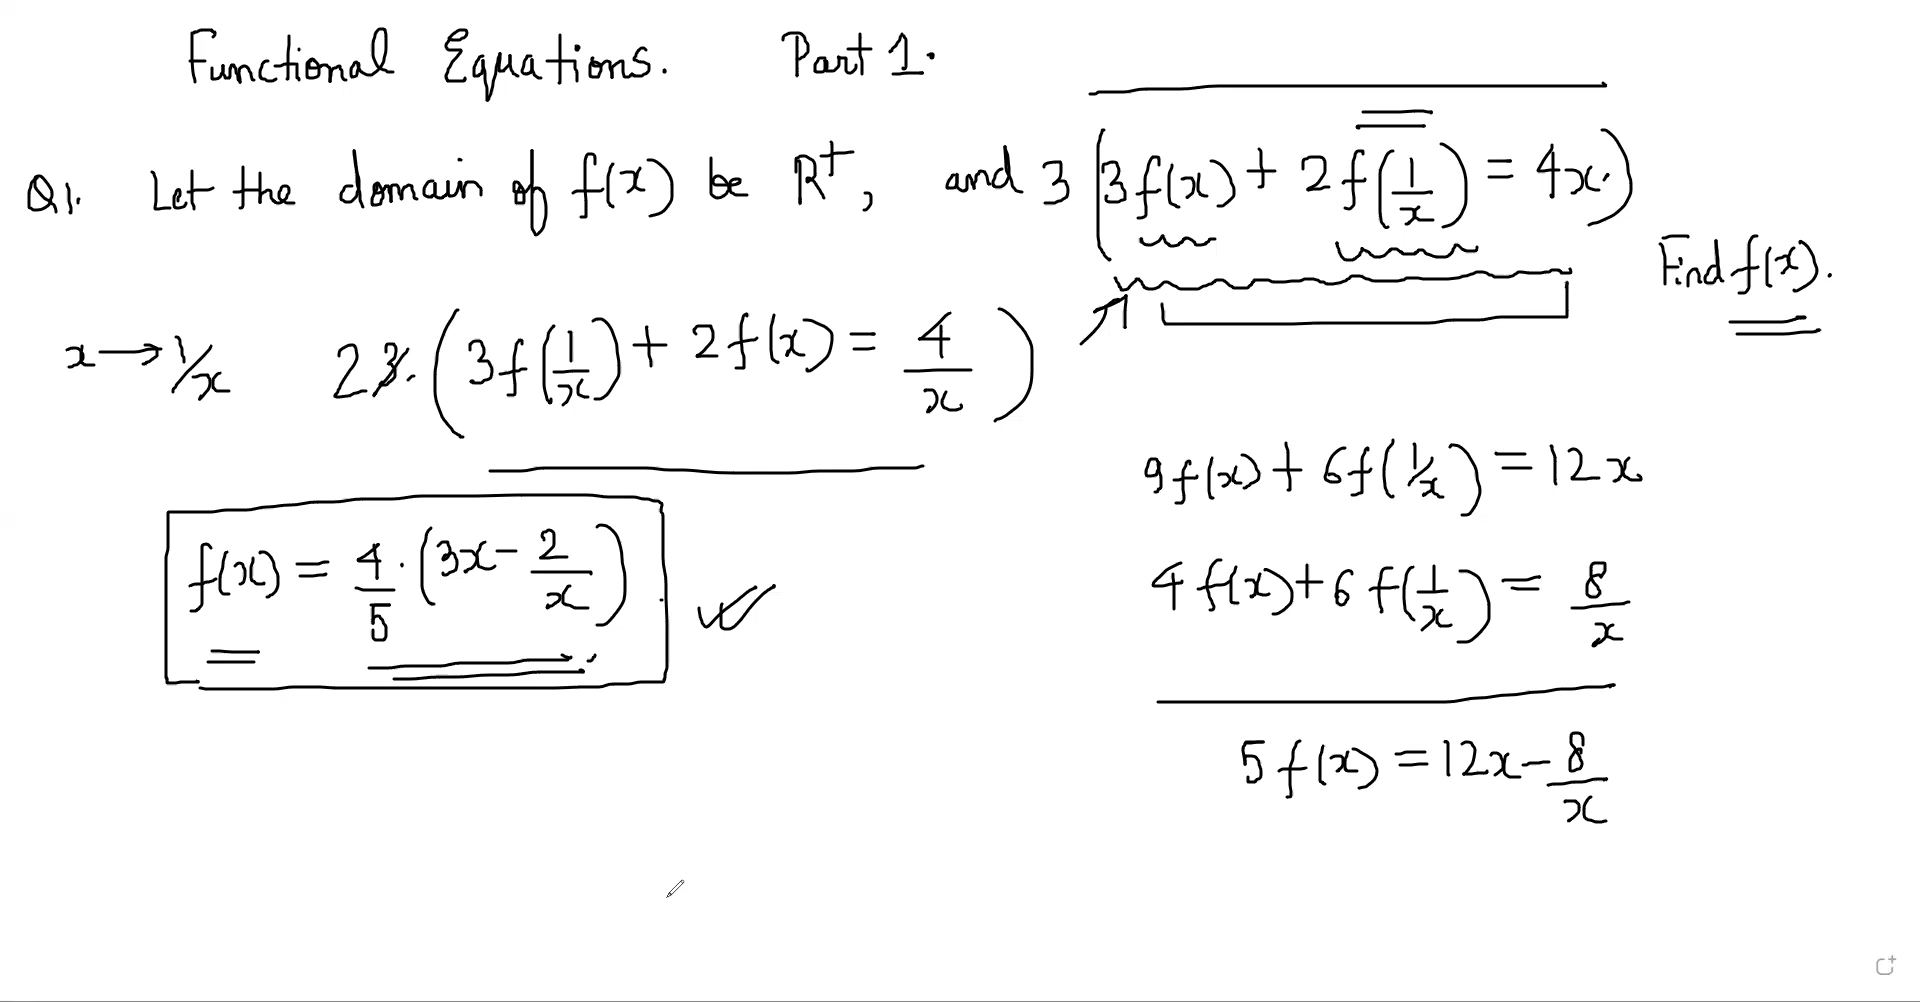 Functional Equations. Part 1.
Q1. Let the domain of f(x) be R⁺, and 3 (3f(x) + 2f(1/x) = 4x.)
Find f(x).
x → 1/x 2 3. (3f(1/x) + 2f(x) = 4/x)
9f(x) + 6f(1/x) = 12x
4f(x) + 6f(1/x) = 8/x
5f(x) = 12x - 8/x
f(x) = 4/5 · (3x - 2/x)